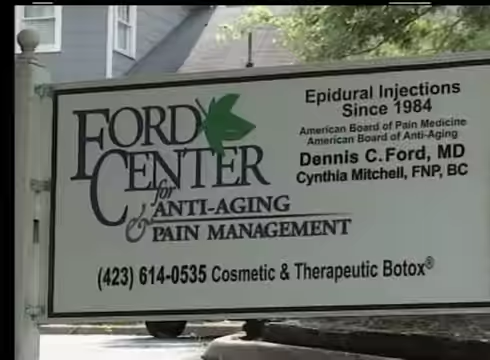 FORD
CENTER
for
ANTI-AGING
& PAIN MANAGEMENT
Epidural Injections
Since 1984
American Board of Pain Medicine
American Board of Anti-Aging
Dennis C. Ford, MD
Cynthia Mitchell, FNP, BC
(423) 614-0535 Cosmetic & Therapeutic Botox®